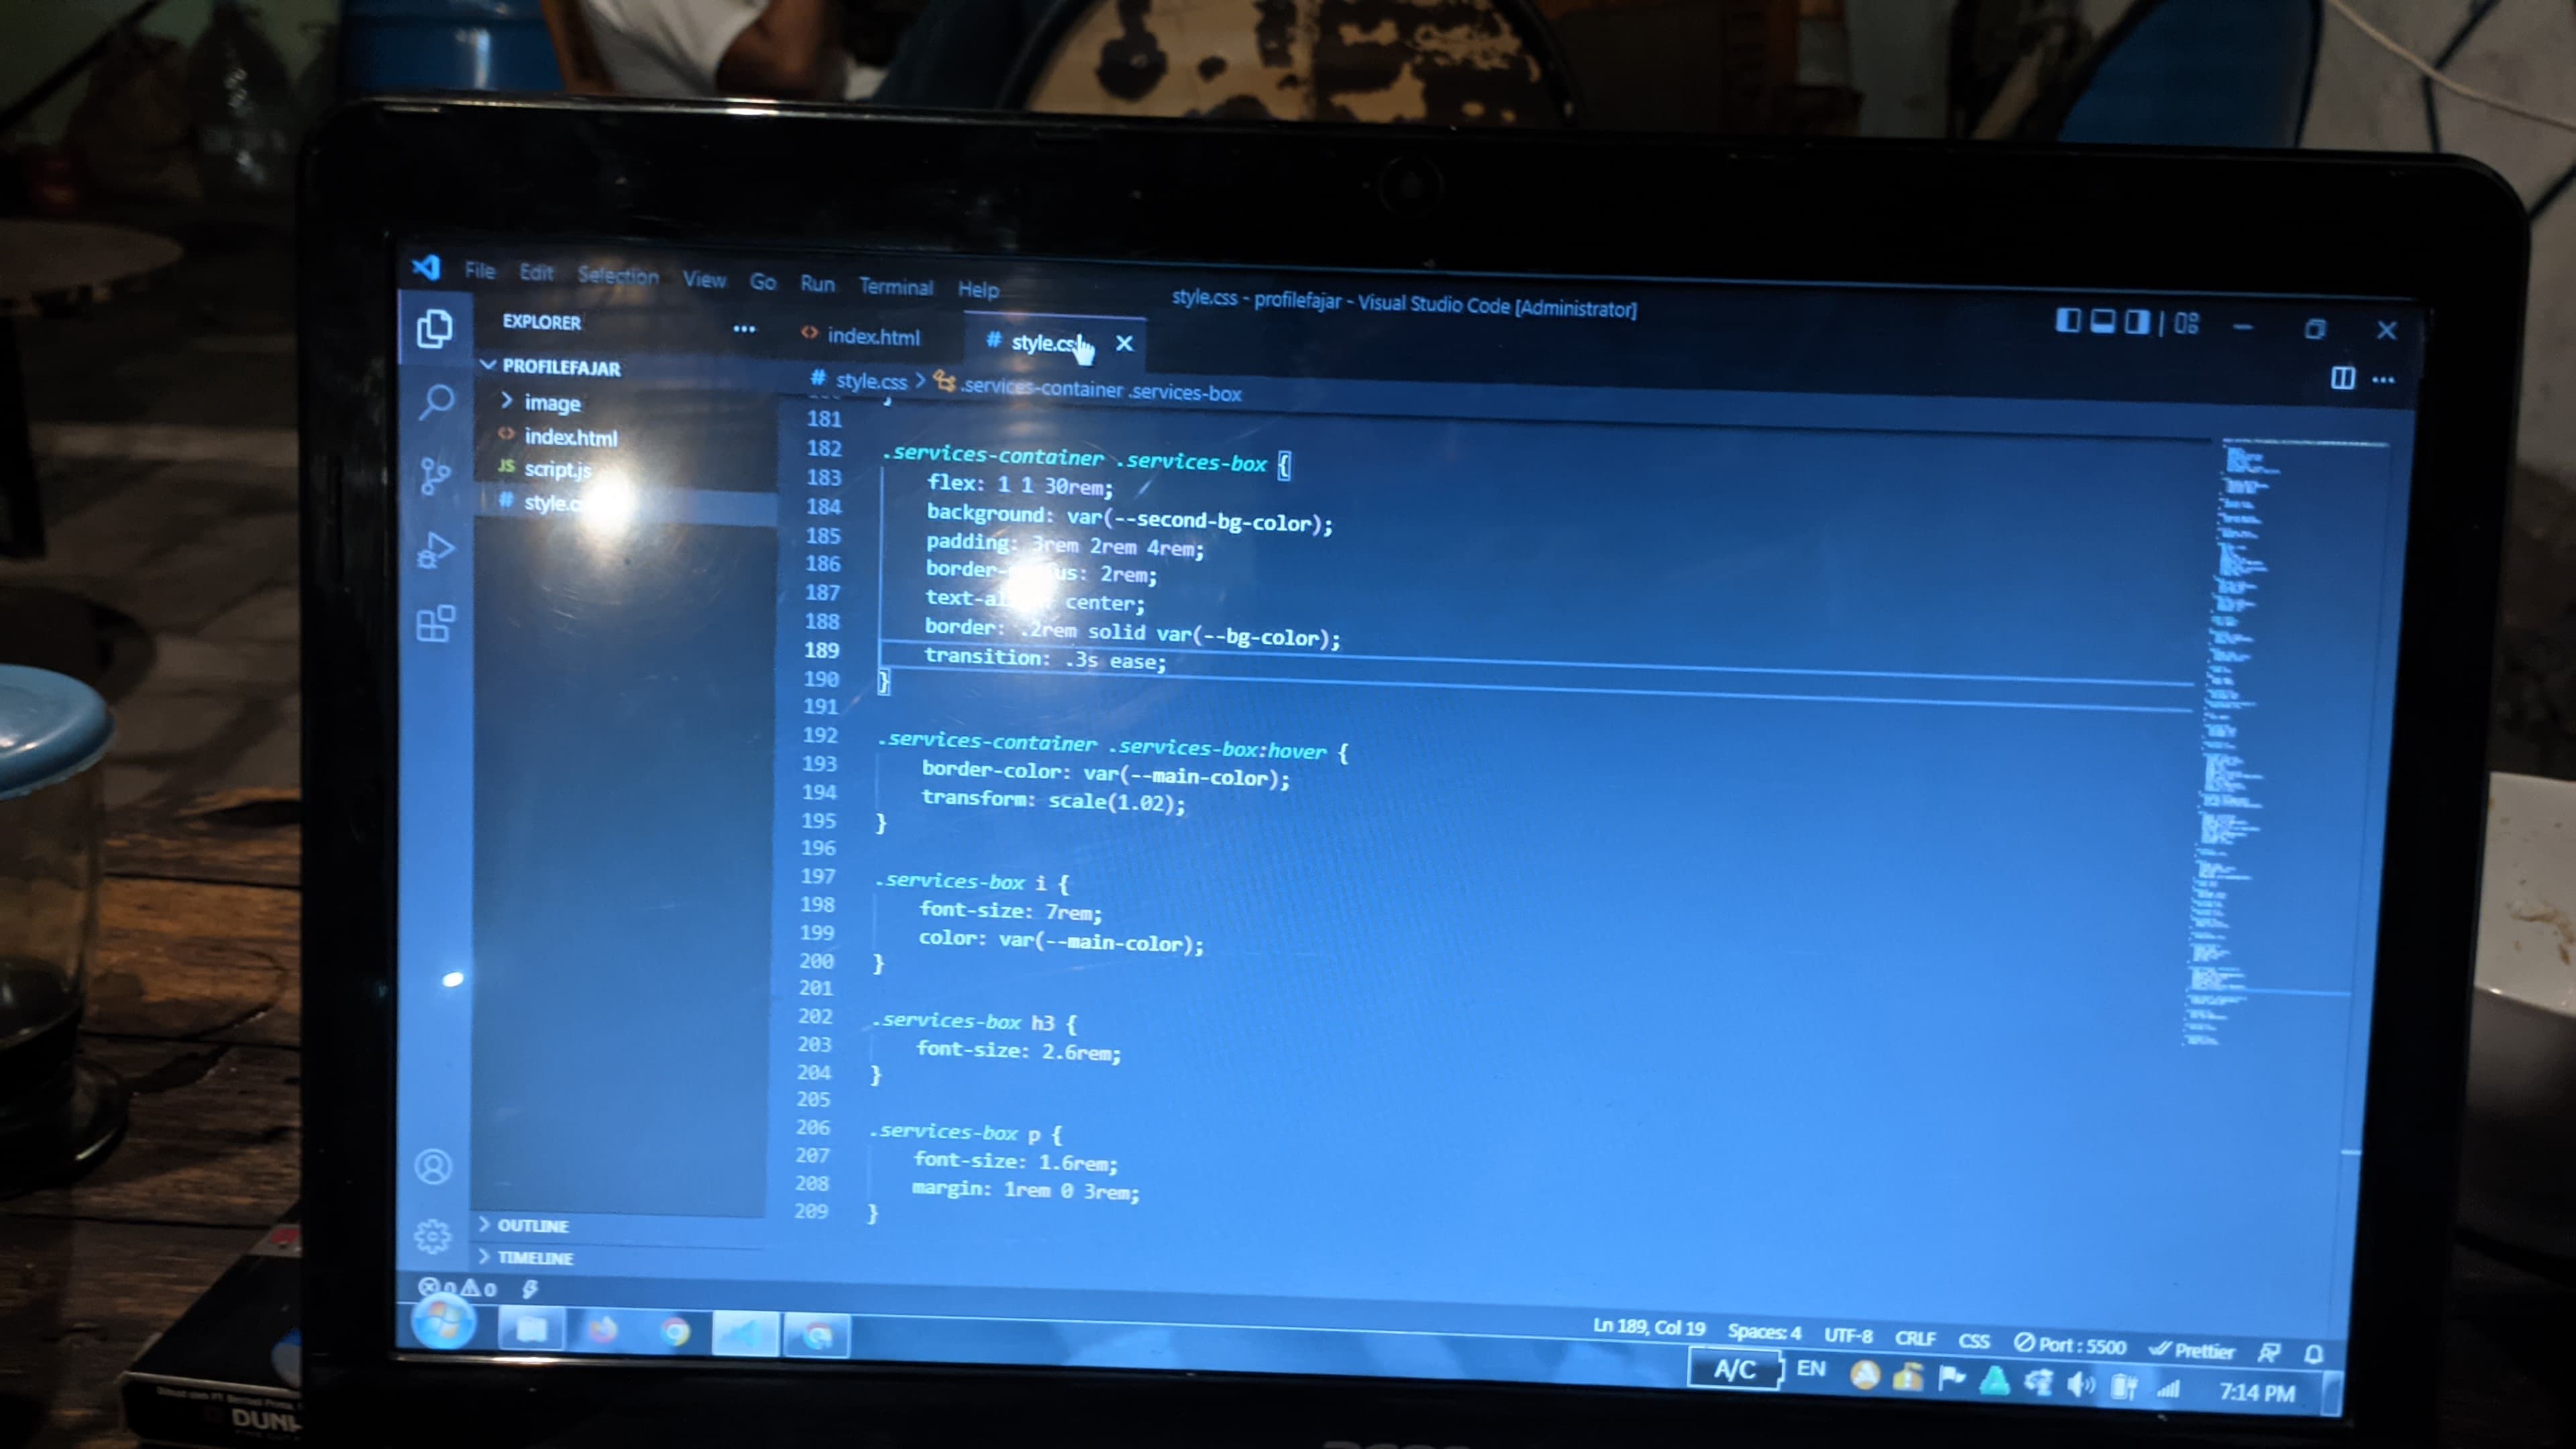 File Edit Selection View Go Run Terminal Help
style.css - profilefajar - Visual Studio Code [Administrator]
EXPLORER
index.html
style.cs
PROFILEFAJAR
image
index.html
JS script.js
# style.c
# style.css > .services-container .services-box
181
182 .services-container .services-box {
183 flex: 1 1 30rem;
184 background: var(--second-bg-color);
185 padding: 3rem 2rem 4rem;
186 border- us: 2rem;
187 text-al center;
188 border: .2rem solid var(--bg-color);
189 transition: .3s ease;
190 }
191
192 .services-container .services-box:hover {
193 border-color: var(--main-color);
194 transform: scale(1.02);
195 }
196
197 .services-box i {
198 font-size: 7rem;
199 color: var(--main-color);
200 }
201
202 .services-box h3 {
203 font-size: 2.6rem;
204 }
205
206 .services-box p {
207 font-size: 1.6rem;
208 margin: 1rem 0 3rem;
209 }
OUTLINE
TIMELINE
0 0
Ln 189, Col 19 Spaces: 4 UTF-8 CRLF CSS Port : 5500 Prettier
A/C EN 7:14 PM